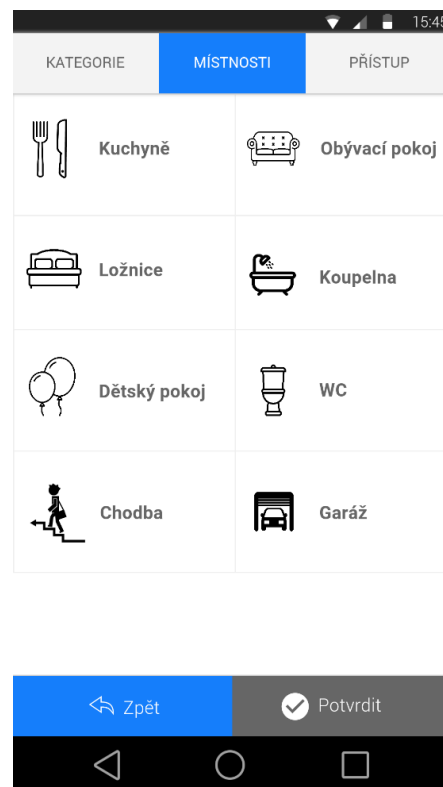 15:45
KATEGORIE MÍSTNOSTI PŘÍSTUP
Kuchyně Obývací pokoj
Ložnice Koupelna
Dětský pokoj WC
Chodba Garáž
Zpět Potvrdit